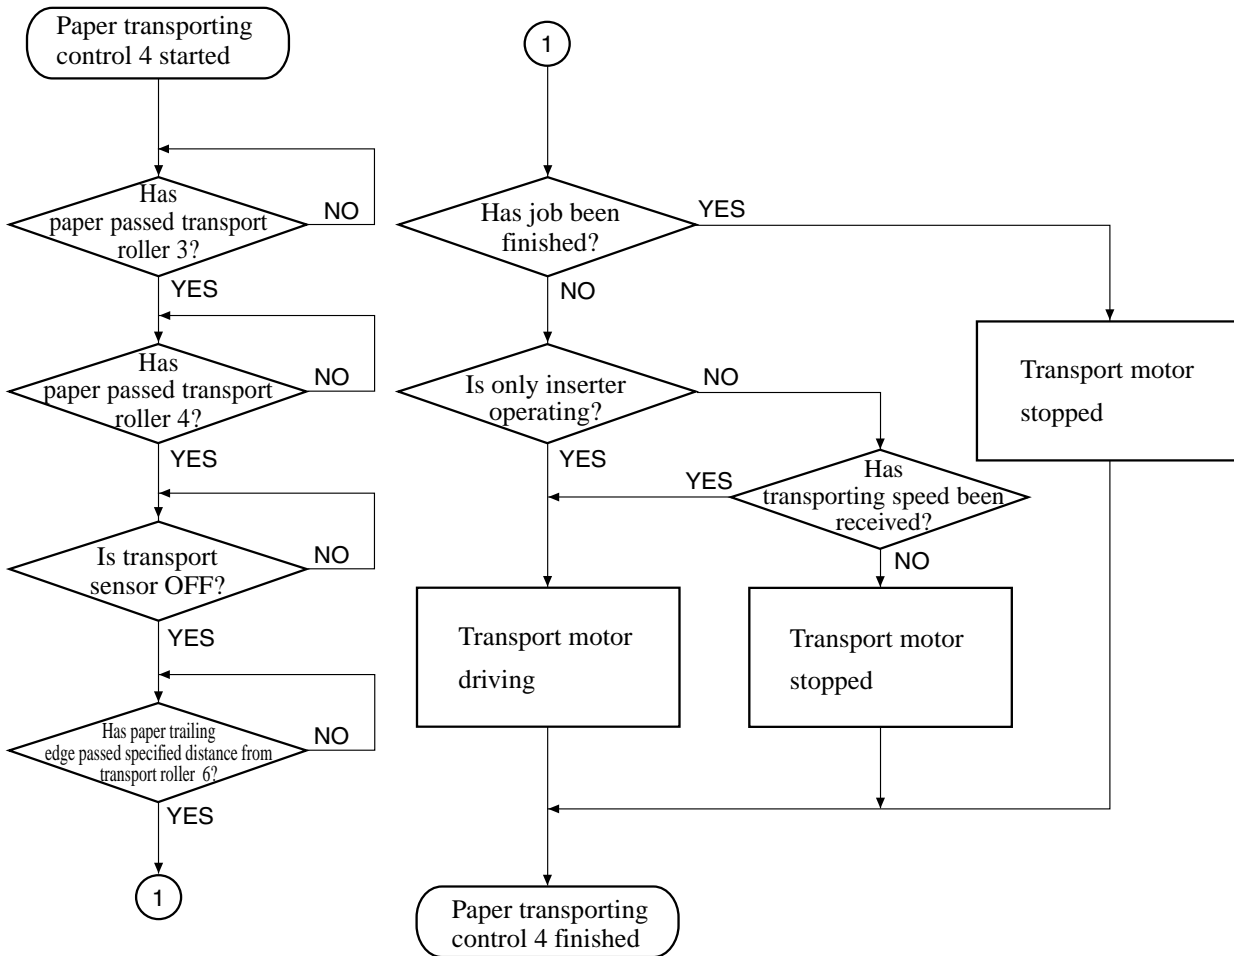 Paper transporting
control 4 started
Has
paper passed transport
roller 3?
NO
YES
Has
paper passed transport
roller 4?
NO
YES
Is transport
sensor OFF?
NO
YES
Has paper trailing
edge passed specified distance from
transport roller 6?
NO
YES
1
1
Has job been
finished?
YES
NO
Is only inserter
operating?
NO
YES
Has
transporting speed been
received?
YES
NO
Transport motor
stopped
Transport motor
driving
Transport motor
stopped
Paper transporting
control 4 finished